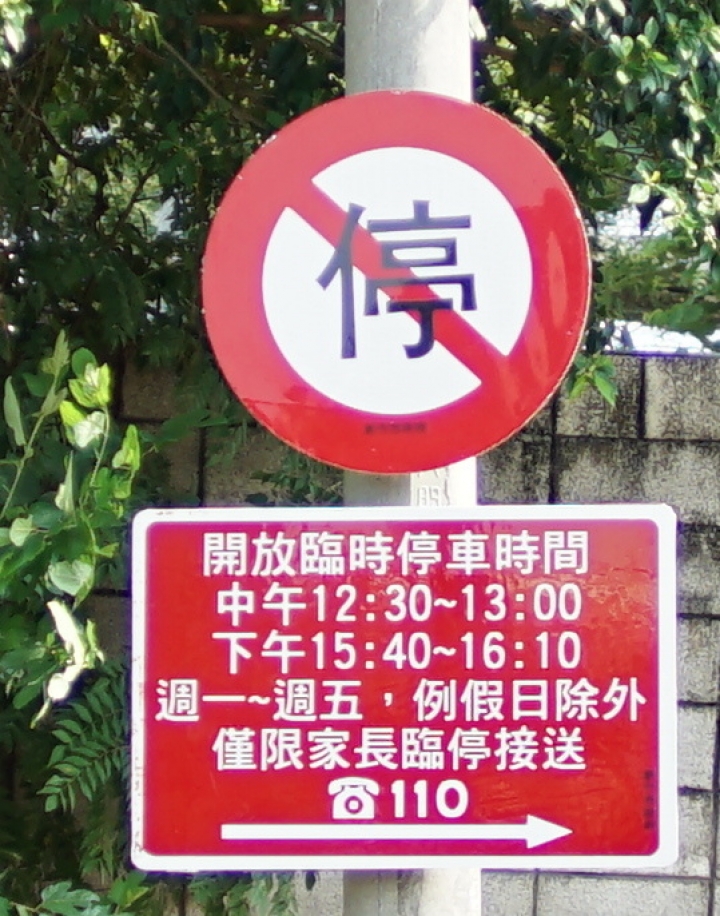 停
開放臨時停車時間
中午12:30~13:00
下午15:40~16:10
週一~週五，例假日除外
僅限家長臨停接送
☎110